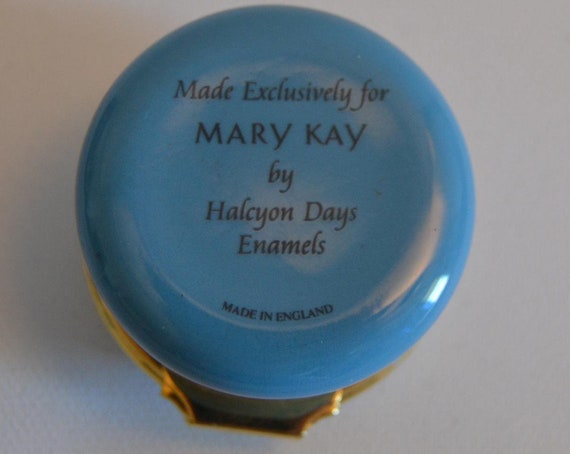 Made Exclusively for
MARY KAY
by
Halcyon Days
Enamels
MADE IN ENGLAND